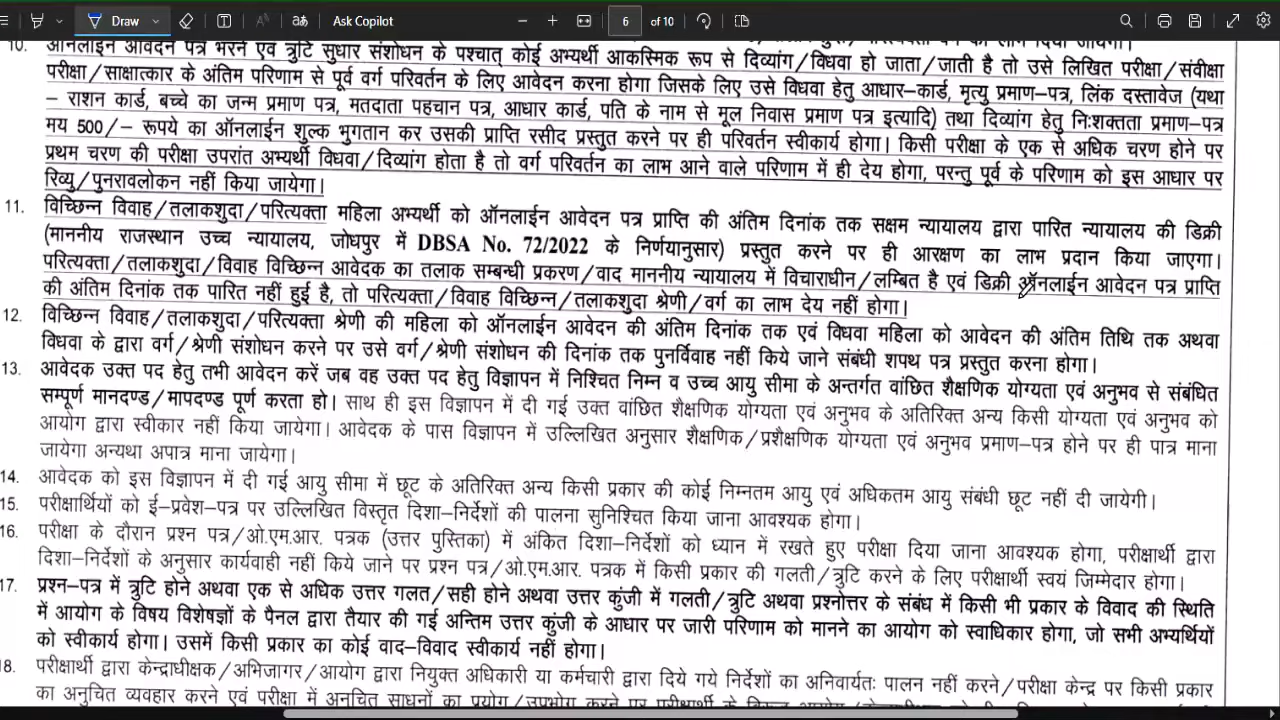 Draw
Ask Copilot
6 of 10
10. ऑनलाइन आवेदन पत्र भरने एवं त्रुटि सुधार संशोधन के पश्चात् कोई अभ्यर्थी आकस्मिक रूप से दिव्यांग/विधवा हो जाता/जाती है तो उसे लिखित परीक्षा/संवीक्षा
परीक्षा/साक्षात्कार के अंतिम परिणाम से पूर्व वर्ग परिवर्तन के लिए आवेदन करना होगा जिसके लिए उसे विधवा हेतु आधार–कार्ड, मृत्यु प्रमाण–पत्र, लिंक दस्तावेज (यथा
– राशन कार्ड, बच्चे का जन्म प्रमाण पत्र, मतदाता पहचान पत्र, आधार कार्ड, पति के नाम से मूल निवास प्रमाण पत्र इत्यादि) तथा दिव्यांग हेतु निःशक्तता प्रमाण–पत्र
मय 500/– रूपये का ऑनलाईन शुल्क भुगतान कर उसकी प्राप्ति रसीद प्रस्तुत करने पर ही परिवर्तन स्वीकार्य होगा। किसी परीक्षा के एक से अधिक चरण होने पर
प्रथम चरण की परीक्षा उपरांत अभ्यर्थी विधवा/दिव्यांग होता है तो वर्ग परिवर्तन का लाभ आने वाले परिणाम में ही देय होगा, परन्तु पूर्व के परिणाम को इस आधार पर
रिव्यु/पुनरावलोकन नहीं किया जायेगा।
11. विच्छिन्न विवाह/तलाकशुदा/परित्यक्ता महिला अभ्यर्थी को ऑनलाईन आवेदन पत्र प्राप्ति की अंतिम दिनांक तक सक्षम न्यायालय द्वारा पारित न्यायालय की डिक्री
(माननीय राजस्थान उच्च न्यायालय, जोधपुर में DBSA No. 72/2022 के निर्णयानुसार) प्रस्तुत करने पर ही आरक्षण का लाभ प्रदान किया जाएगा।
परित्यक्ता/तलाकशुदा/विवाह विच्छिन्न आवेदक का तलाक सम्बन्धी प्रकरण/वाद माननीय न्यायालय में विचाराधीन/लम्बित है एवं डिक्री ऑनलाईन आवेदन पत्र प्राप्ति
की अंतिम दिनांक तक पारित नहीं हुई है, तो परित्यक्ता/विवाह विच्छिन्न/तलाकशुदा श्रेणी/वर्ग का लाभ देय नहीं होगा।
12. विच्छिन्न विवाह/तलाकशुदा/परित्यक्ता श्रेणी की महिला को ऑनलाईन आवेदन की अंतिम दिनांक तक एवं विधवा महिला को आवेदन की अंतिम तिथि तक अथवा
विधवा के द्वारा वर्ग/श्रेणी संशोधन करने पर उसे वर्ग/श्रेणी संशोधन की दिनांक तक पुनर्विवाह नहीं किये जाने संबंधी शपथ पत्र प्रस्तुत करना होगा।
13. आवेदक उक्त पद हेतु तभी आवेदन करें जब वह उक्त पद हेतु विज्ञापन में निश्चित निम्न व उच्च आयु सीमा के अन्तर्गत वांछित शैक्षणिक योग्यता एवं अनुभव से संबंधित
सम्पूर्ण मानदण्ड/मापदण्ड पूर्ण करता हो। साथ ही इस विज्ञापन में दी गई उक्त वांछित शैक्षणिक योग्यता एवं अनुभव के अतिरिक्त अन्य किसी योग्यता एवं अनुभव को
आयोग द्वारा स्वीकार नहीं किया जायेगा। आवेदक के पास विज्ञापन में उल्लिखित अनुसार शैक्षणिक/प्रशैक्षणिक योग्यता एवं अनुभव प्रमाण–पत्र होने पर ही पात्र माना
जायेगा अन्यथा अपात्र माना जायेगा।
14. आवेदक को इस विज्ञापन में दी गई आयु सीमा में छूट के अतिरिक्त अन्य किसी प्रकार की कोई निम्नतम आयु एवं अधिकतम आयु संबंधी छूट नहीं दी जायेगी।
15. परीक्षार्थियों को ई–प्रवेश–पत्र पर उल्लिखित विस्तृत दिशा–निर्देशों की पालना सुनिश्चित किया जाना आवश्यक होगा।
16. परीक्षा के दौरान प्रश्न पत्र/ओ.एम.आर. पत्रक (उत्तर पुस्तिका) में अंकित दिशा–निर्देशों को ध्यान में रखते हुए परीक्षा दिया जाना आवश्यक होगा, परीक्षार्थी द्वारा
दिशा–निर्देशों के अनुसार कार्यवाही नहीं किये जाने पर प्रश्न पत्र/ओ.एम.आर. पत्रक में किसी प्रकार की गलती/त्रुटि करने के लिए परीक्षार्थी स्वयं जिम्मेदार होगा।
17. प्रश्न–पत्र में त्रुटि होने अथवा एक से अधिक उत्तर गलत/सही होने अथवा उत्तर कुंजी में गलती/त्रुटि अथवा प्रश्नोत्तर के संबंध में किसी भी प्रकार के विवाद की स्थिति
में आयोग के विषय विशेषज्ञों के पैनल द्वारा तैयार की गई अन्तिम उत्तर कुंजी के आधार पर जारी परिणाम को मानने का आयोग को स्वाधिकार होगा, जो सभी अभ्यर्थियों
को स्वीकार्य होगा। उसमें किसी प्रकार का कोई वाद–विवाद स्वीकार्य नहीं होगा।
18. परीक्षार्थी द्वारा केन्द्राधीक्षक/अभिजागर/आयोग द्वारा नियुक्त अधिकारी या कर्मचारी द्वारा दिये गये निर्देशों का अनिवार्यतः पालन नहीं करने/परीक्षा केन्द्र पर किसी प्रकार
का अनुचित व्यवहार करने एवं परीक्षा में अनुचित साधनों का प्रयोग/उपभोग करने पर परीक्षार्थी के विरूद्ध